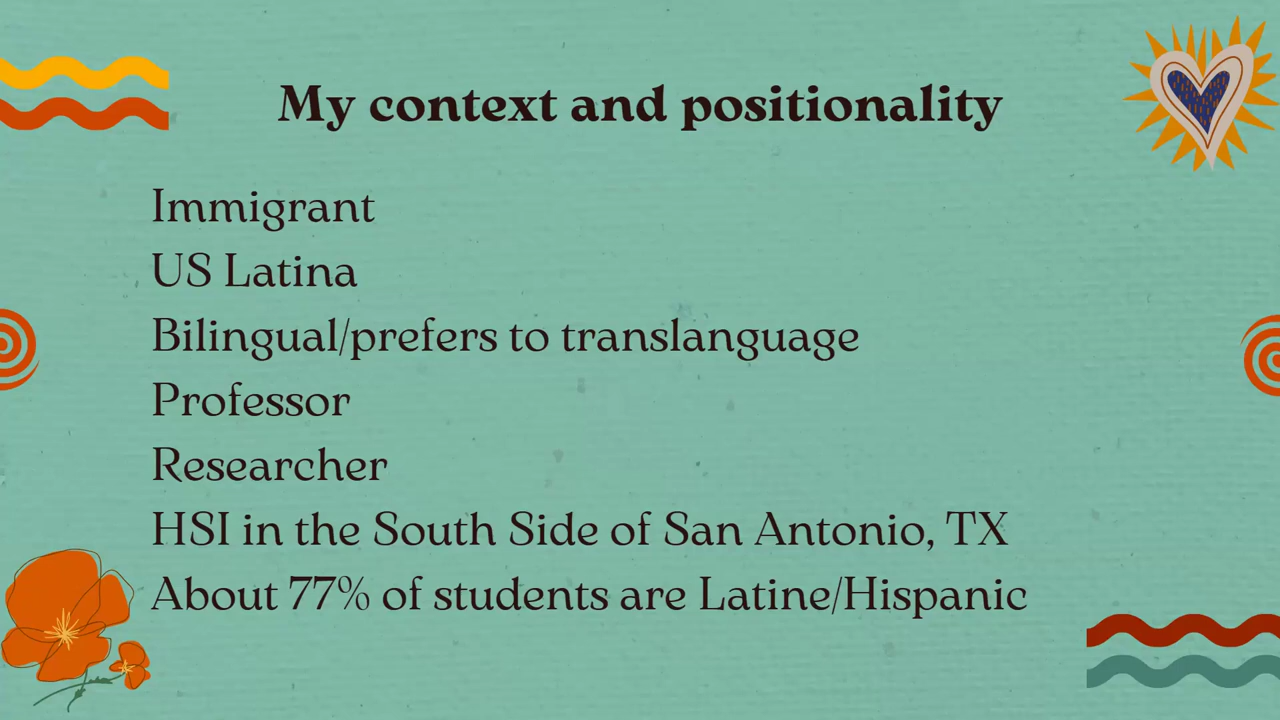 My context and positionality
Immigrant
US Latina
Bilingual/prefers to translanguage
Professor
Researcher
HSI in the South Side of San Antonio, TX
About 77% of students are Latine/Hispanic